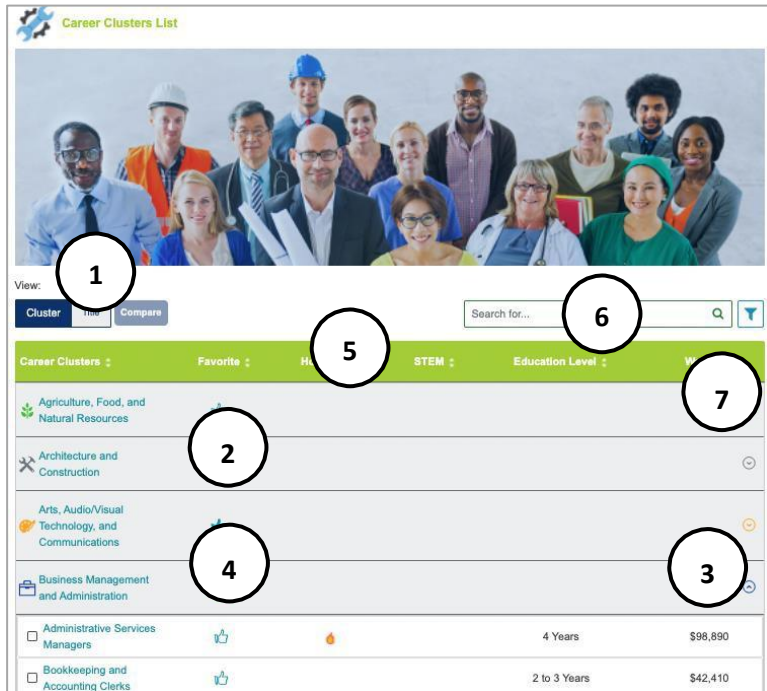 Career Clusters List
1
View:
Cluster
Compare
Search for...
6
5
Career Clusters
Favorite
STEM
Education Level
7
Agriculture, Food, and
Natural Resources
2
Architecture and
Construction
Arts, Audio/Visual
Technology, and
Communications
4
3
Business Management
and Administration
Administrative Services
Managers
4 Years
$98,890
Bookkeeping and
Accounting Clerks
2 to 3 Years
$42,410